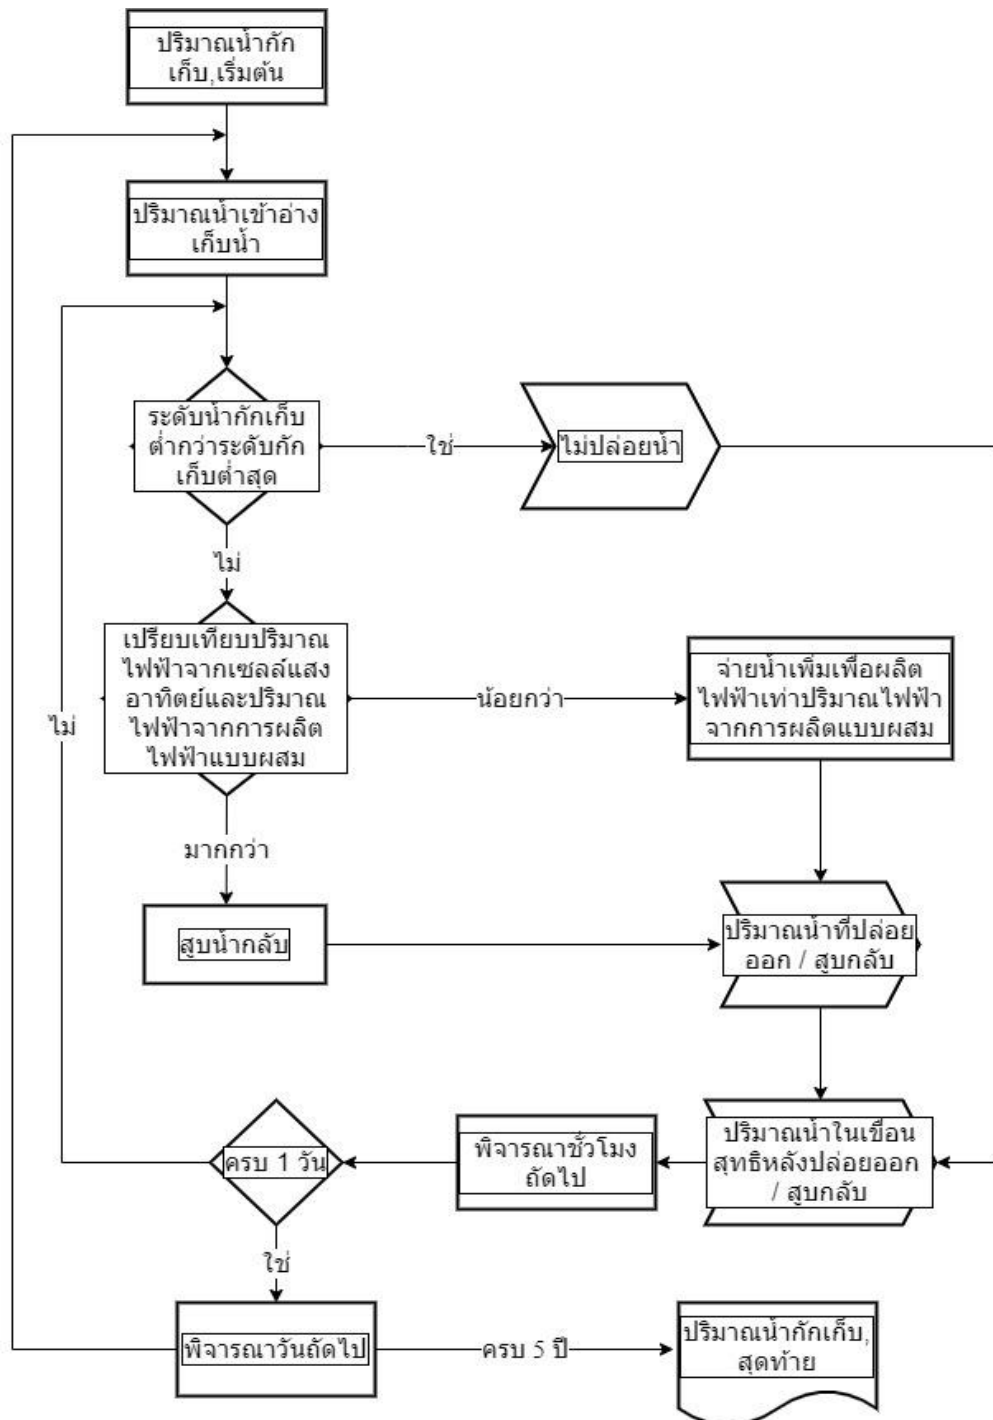 ปริมาณน้ำกัก
เก็บ,เริ่มต้น
ปริมาณน้ำเข้าอ่าง
เก็บน้ำ
ระดับน้ำกักเก็บ
ต่ำกว่าระดับกัก
เก็บต่ำสุด
ใช่
ไม่ปล่อยน้ำ
ไม่
เปรียบเทียบปริมาณ
ไฟฟ้าจากเซลล์แสง
อาทิตย์และปริมาณ
ไฟฟ้าจากการผลิต
ไฟฟ้าแบบผสม
น้อยกว่า
จ่ายน้ำเพิ่มเพื่อผลิต
ไฟฟ้าเท่าปริมาณไฟฟ้า
จากการผลิตแบบผสม
ไม่
มากกว่า
สูบน้ำกลับ
ปริมาณน้ำที่ปล่อย
ออก / สูบกลับ
ปริมาณน้ำในเขื่อน
สุทธิหลังปล่อยออก
/ สูบกลับ
พิจารณาชั่วโมง
ถัดไป
ครบ 1 วัน
ใช่
พิจารณาวันถัดไป
ครบ 5 ปี
ปริมาณน้ำกักเก็บ,
สุดท้าย